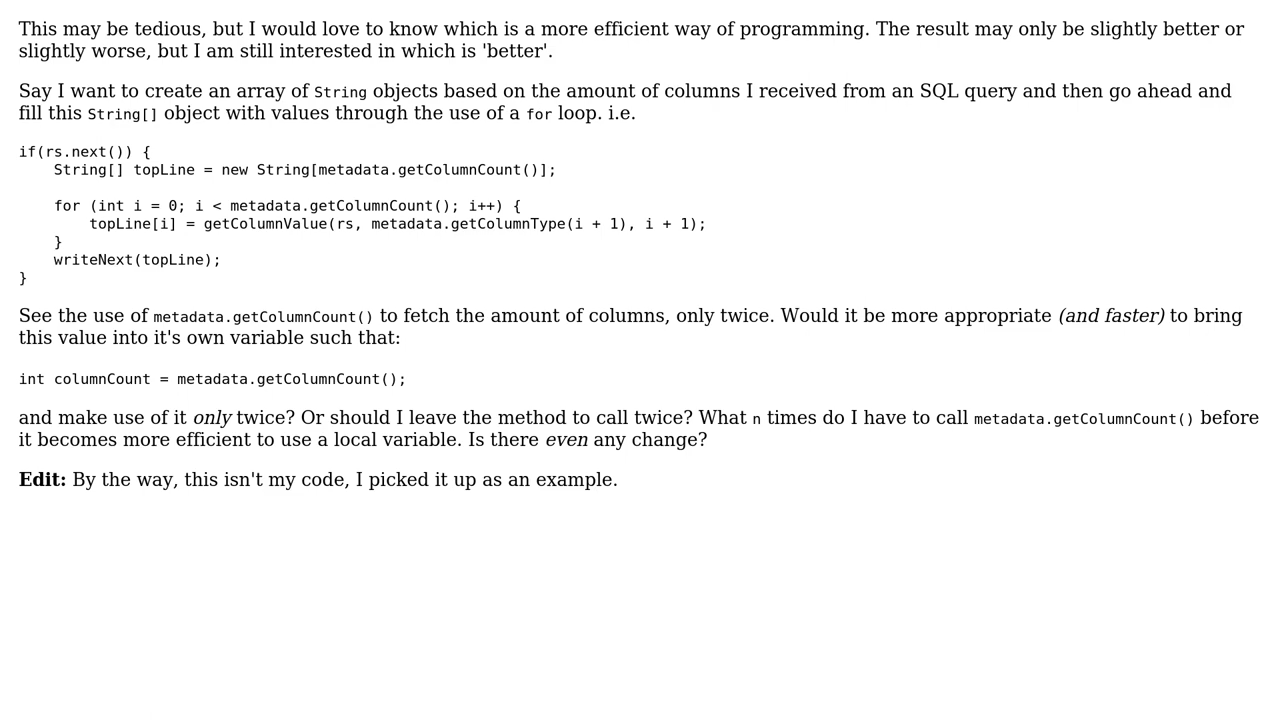 This may be tedious, but I would love to know which is a more efficient way of programming. The result may only be slightly better or
slightly worse, but I am still interested in which is 'better'.
Say I want to create an array of String objects based on the amount of columns I received from an SQL query and then go ahead and
fill this String[] object with values through the use of a for loop. i.e.
if(rs.next()) {
    String[] topLine = new String[metadata.getColumnCount()];
    for (int i = 0; i < metadata.getColumnCount(); i++) {
        topLine[i] = getColumnValue(rs, metadata.getColumnType(i + 1), i + 1);
    }
    writeNext(topLine);
}
See the use of metadata.getColumnCount() to fetch the amount of columns, only twice. Would it be more appropriate (and faster) to bring
this value into it's own variable such that:
int columnCount = metadata.getColumnCount();
and make use of it only twice? Or should I leave the method to call twice? What n times do I have to call metadata.getColumnCount() before
it becomes more efficient to use a local variable. Is there even any change?
Edit: By the way, this isn't my code, I picked it up as an example.